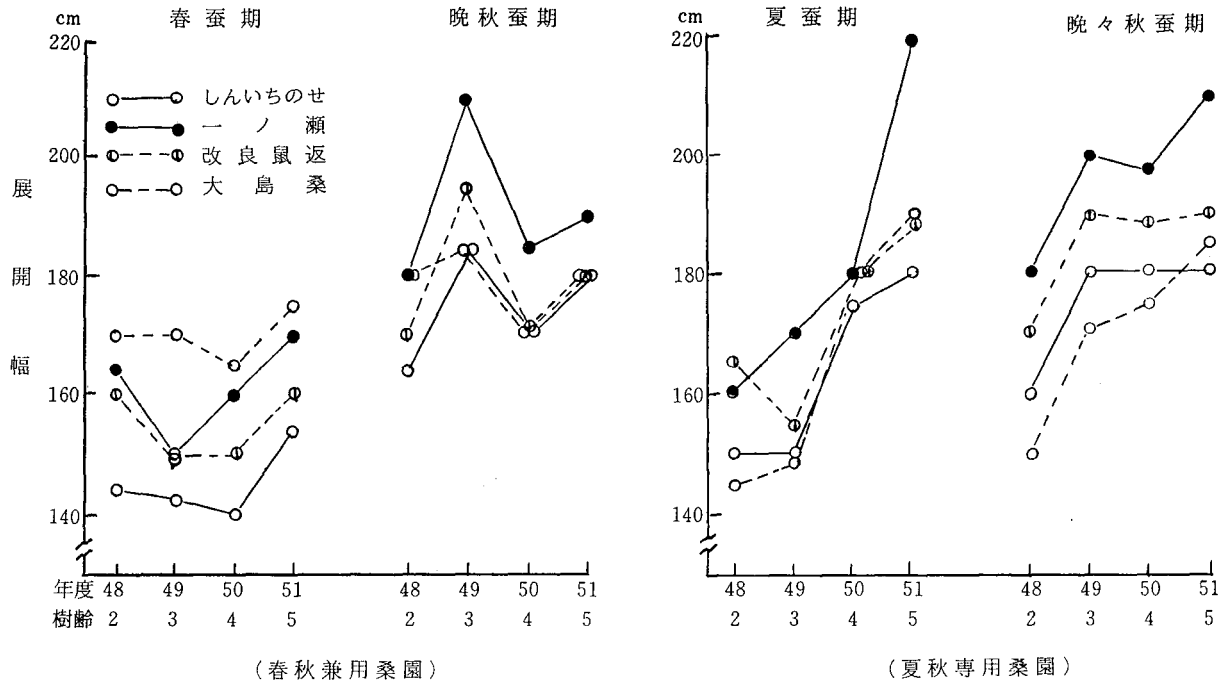 cm 春蚕期 晩秋蚕期
220
200
180
160
140
展開幅
しんいちのせ
一ノ瀬
改良鼠返
大島桑
年度 48 49 50 51 48 49 50 51
樹齢 2 3 4 5 2 3 4 5
(春秋兼用桑園)
cm 夏蚕期 晩々秋蚕期
220
200
180
160
140
48 49 50 51 48 49 50 51
2 3 4 5 2 3 4 5
(夏秋専用桑園)